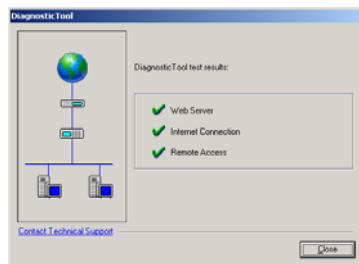 DiagnosticTool
DiagnosticTool test results:
Web Server
Internet Connection
Remote Access
Contact Technical Support
Close